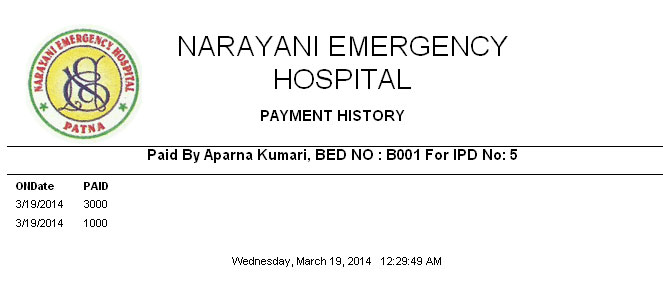 NARAYANI EMERGENCY HOSPITAL
PATNA
NARAYANI EMERGENCY
HOSPITAL
PAYMENT HISTORY
Paid By Aparna Kumari, BED NO : B001 For IPD No: 5
ONDate PAID
3/19/2014 3000
3/19/2014 1000
Wednesday, March 19, 2014 12:29:49 AM